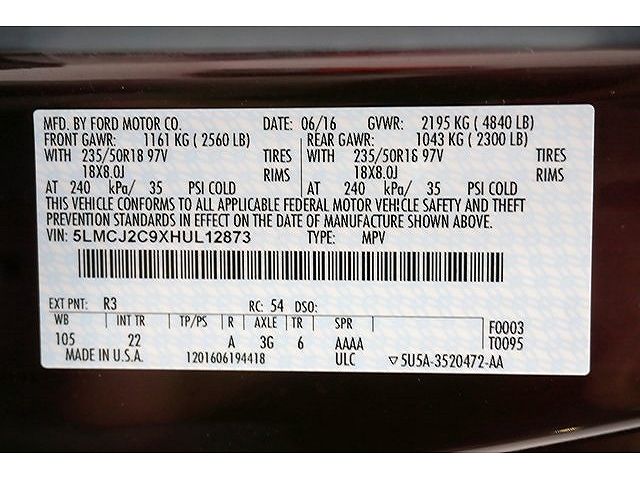 MFD. BY FORD MOTOR CO. DATE: 06/16 GVWR: 2195 KG ( 4840 LB)
FRONT GAWR: 1161 KG ( 2560 LB) REAR GAWR: 1043 KG ( 2300 LB)
WITH 235/50R18 97V TIRES WITH 235/50R18 97V TIRES
18X8.0J RIMS 18X8.0J RIMS
AT 240 kPa/ 35 PSI COLD AT 240 kPa/ 35 PSI COLD
THIS VEHICLE CONFORMS TO ALL APPLICABLE FEDERAL MOTOR VEHICLE SAFETY AND THEFT
PREVENTION STANDARDS IN EFFECT ON THE DATE OF MANUFACTURE SHOWN ABOVE.
VIN: 5LMCJ2C9XHUL12873 TYPE: MPV
EXT PNT: R3 RC: 54 DSO:
WB INT TR TP/PS R AXLE TR SPR F0003
105 22 A 3G 6 AAAA T0095
MADE IN U.S.A. 1201606194418 ULC ▽5U5A-3520472-AA